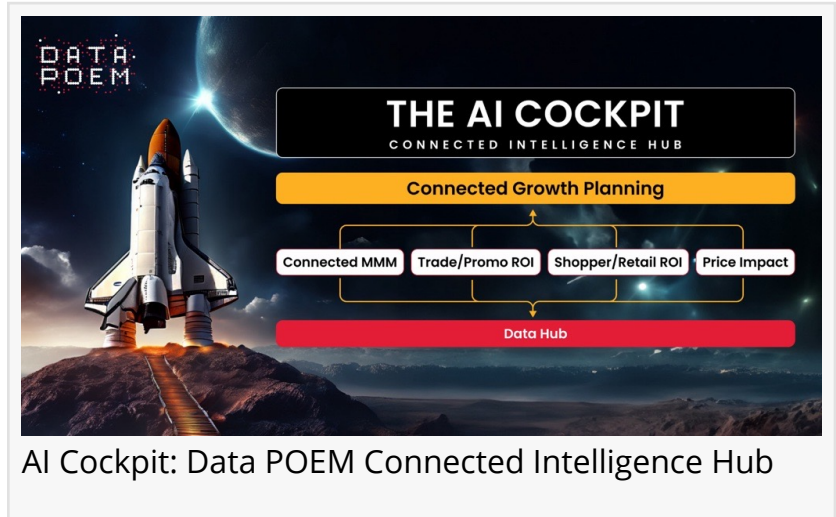 DATA
POEM
THE AI COCKPIT
CONNECTED INTELLIGENCE HUB
Connected Growth Planning
Connected MMM Trade/Promo ROI Shopper/Retail ROI Price Impact
Data Hub
AI Cockpit: Data POEM Connected Intelligence Hub